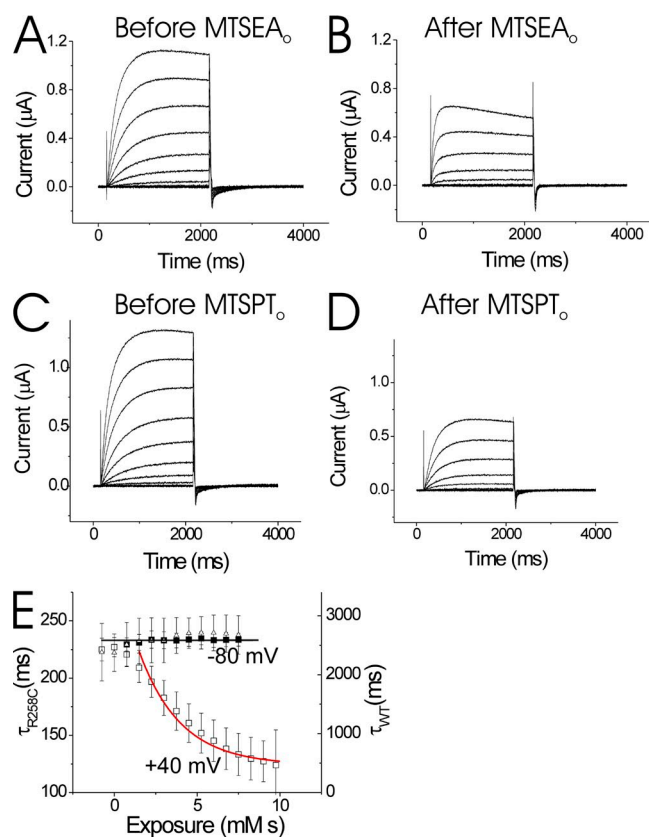 A Before MTSEAₒ
B After MTSEAₒ
1.2
0.8
0.4
0.0
Current (μA)
0 2000 4000
Time (ms)
1.2
0.8
0.4
0.0
Current (μA)
0 2000 4000
Time (ms)
C Before MTSPTₒ
D After MTSPTₒ
1.0
0.5
0.0
Current (μA)
0 2000 4000
Time (ms)
1.0
0.5
0.0
Current (μA)
0 2000 4000
Time (ms)
E
250
200
150
100
τR258C(ms)
-80 mV
+40 mV
3000
2000
1000
0
τWT(ms)
0 5 10
Exposure (mM s)